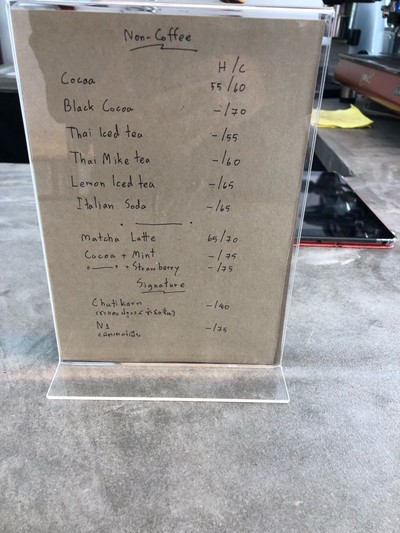 Non-Coffee
H/C
Cocoa 55/60
Black Cocoa -/70
Thai Iced tea -/55
Thai Mike tea -/60
Lemon Iced tea -/65
Italian Soda -/65
Matcha Latte 65/70
Cocoa + Mint -/75
+ Strawberry -/75
Signature
Chutikarn -/90
N1 -/75